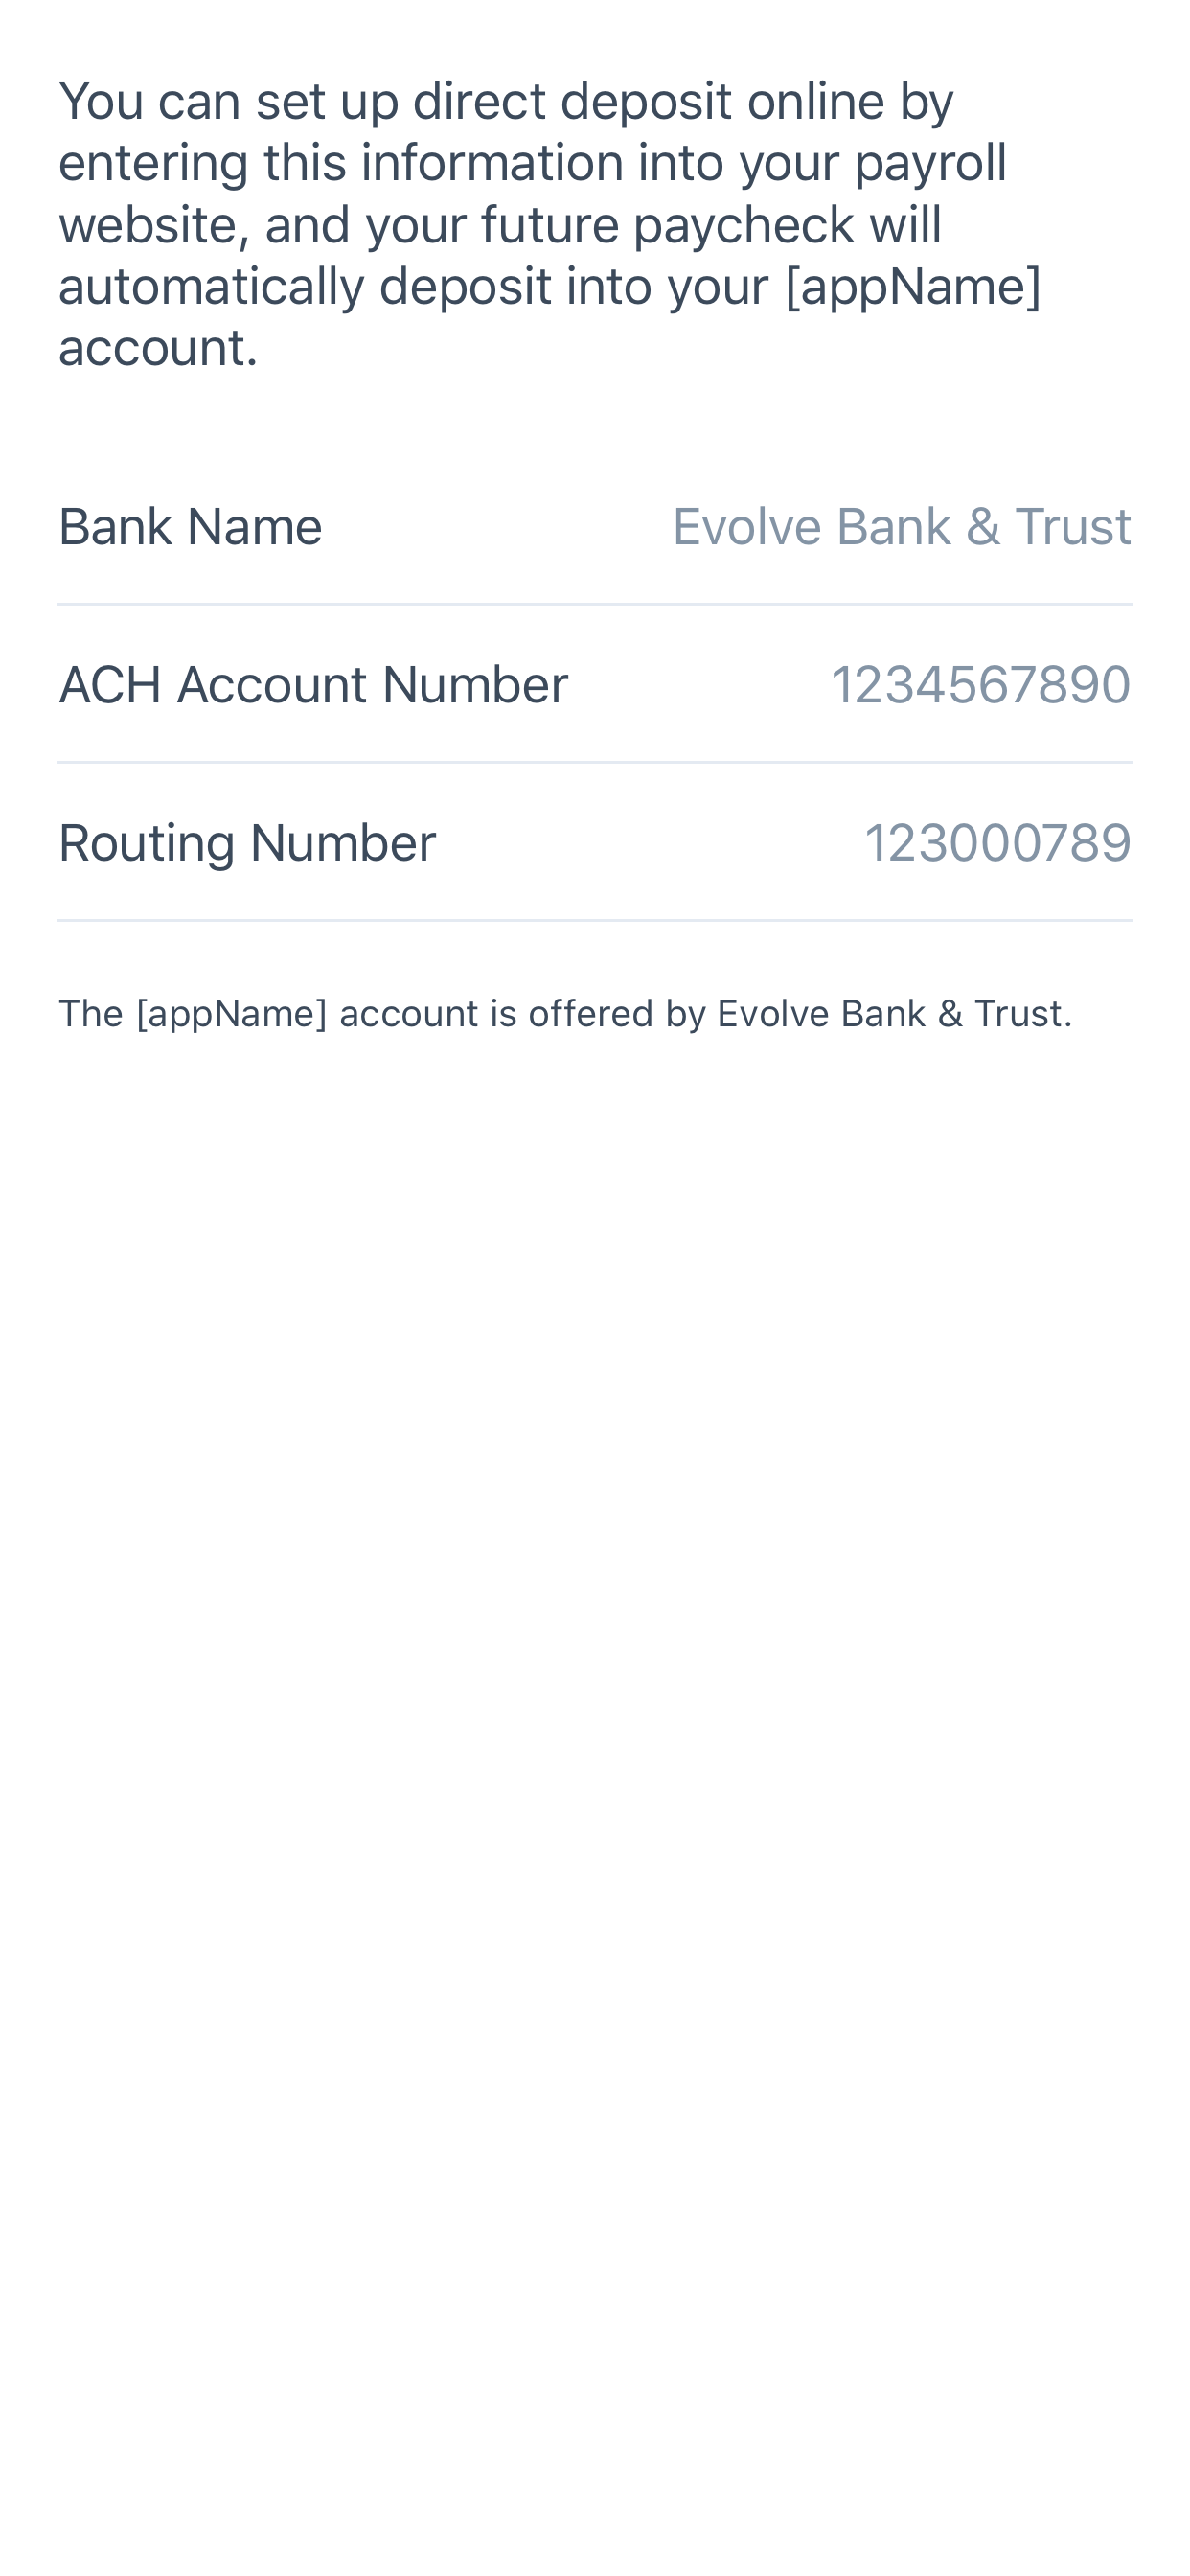 You can set up direct deposit online by
entering this information into your payroll
website, and your future paycheck will
automatically deposit into your [appName]
account.
Bank Name Evolve Bank & Trust
ACH Account Number 1234567890
Routing Number 123000789
The [appName] account is offered by Evolve Bank & Trust.